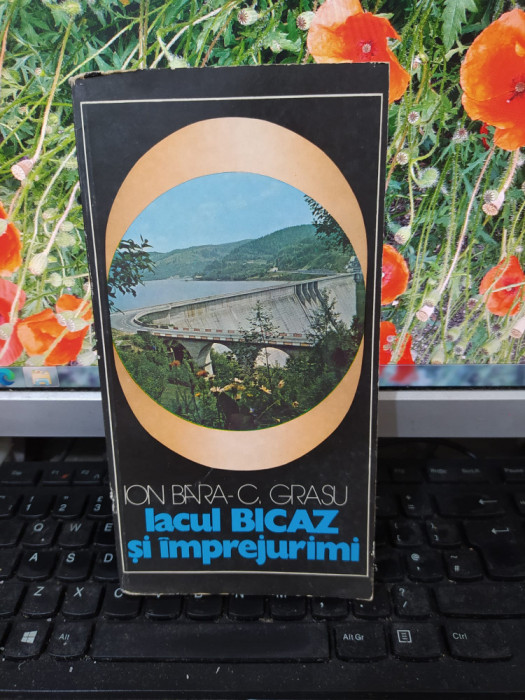 ION BĂRA - C. GRASU
lacul BICAZ
și împrejurimi
Q W E
A S D
Z X C
Alt
Alt Gr
Ctrl